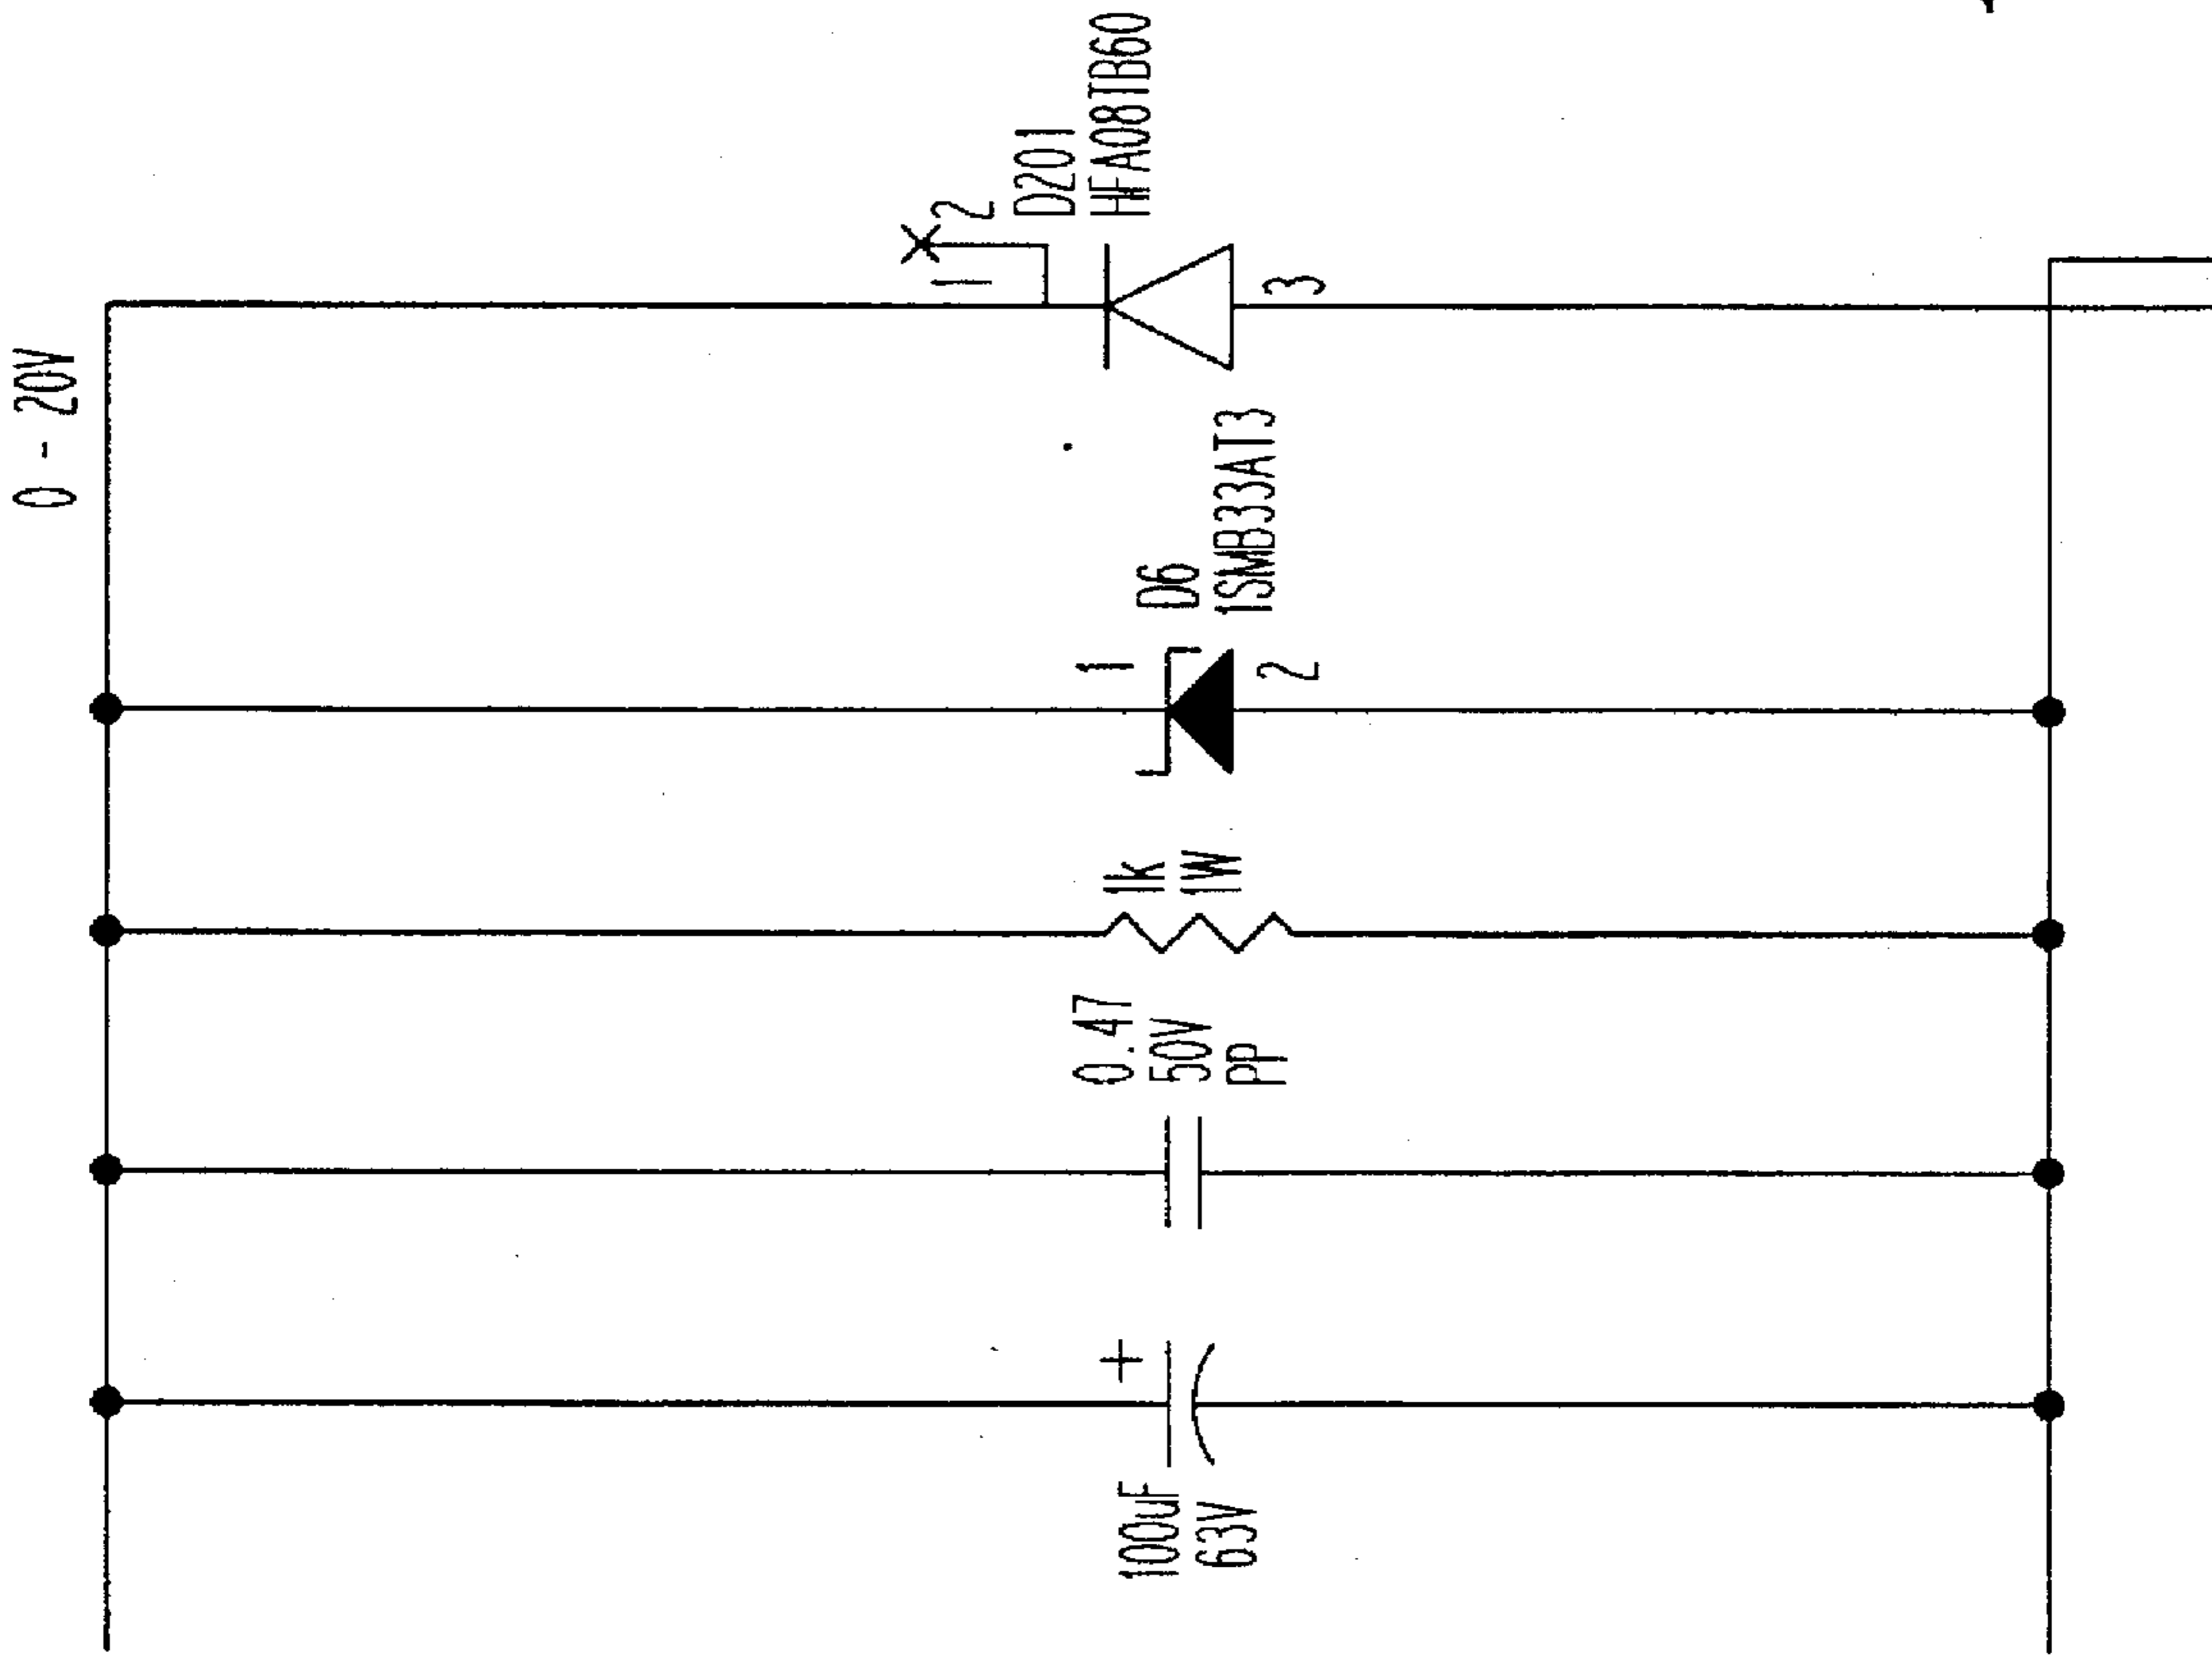 0 - 20V
100uF
63V
+
0.47
50V
PP
1K
1W
1
D6
1SMB33AT3
2
1
2
D201
HFA08TB60
3